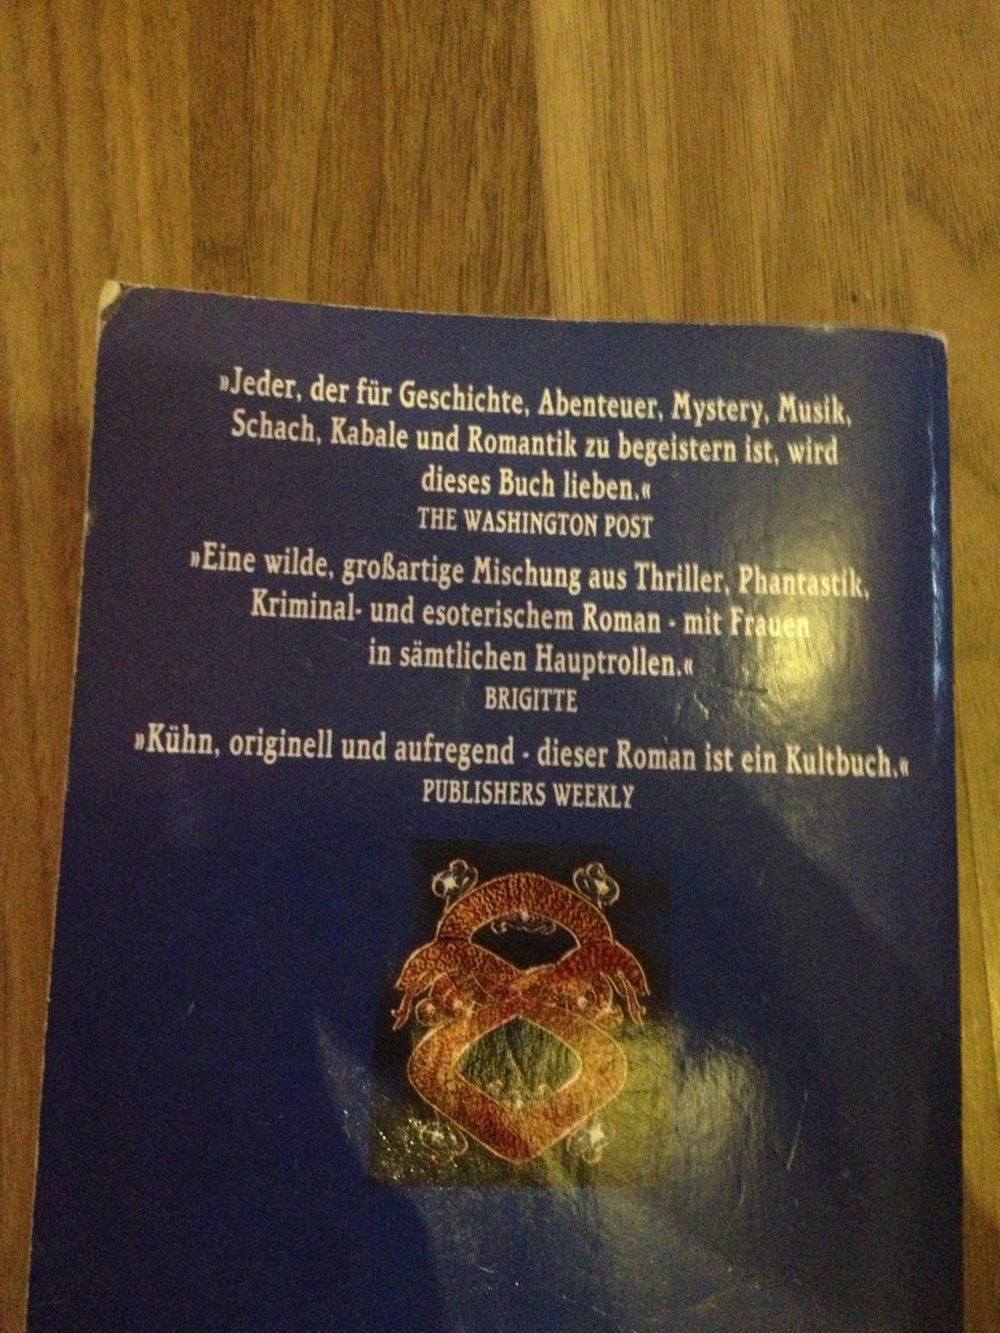 »Jeder, der für Geschichte, Abenteuer, Mystery, Musik,
Schach, Kabale und Romantik zu begeistern ist, wird
dieses Buch lieben.«
THE WASHINGTON POST
»Eine wilde, großartige Mischung aus Thriller, Phantastik,
Kriminal- und esoterischem Roman - mit Frauen
in sämtlichen Hauptrollen.«
BRIGITTE
»Kühn, originell und aufregend - dieser Roman ist ein Kultbuch.«
PUBLISHERS WEEKLY